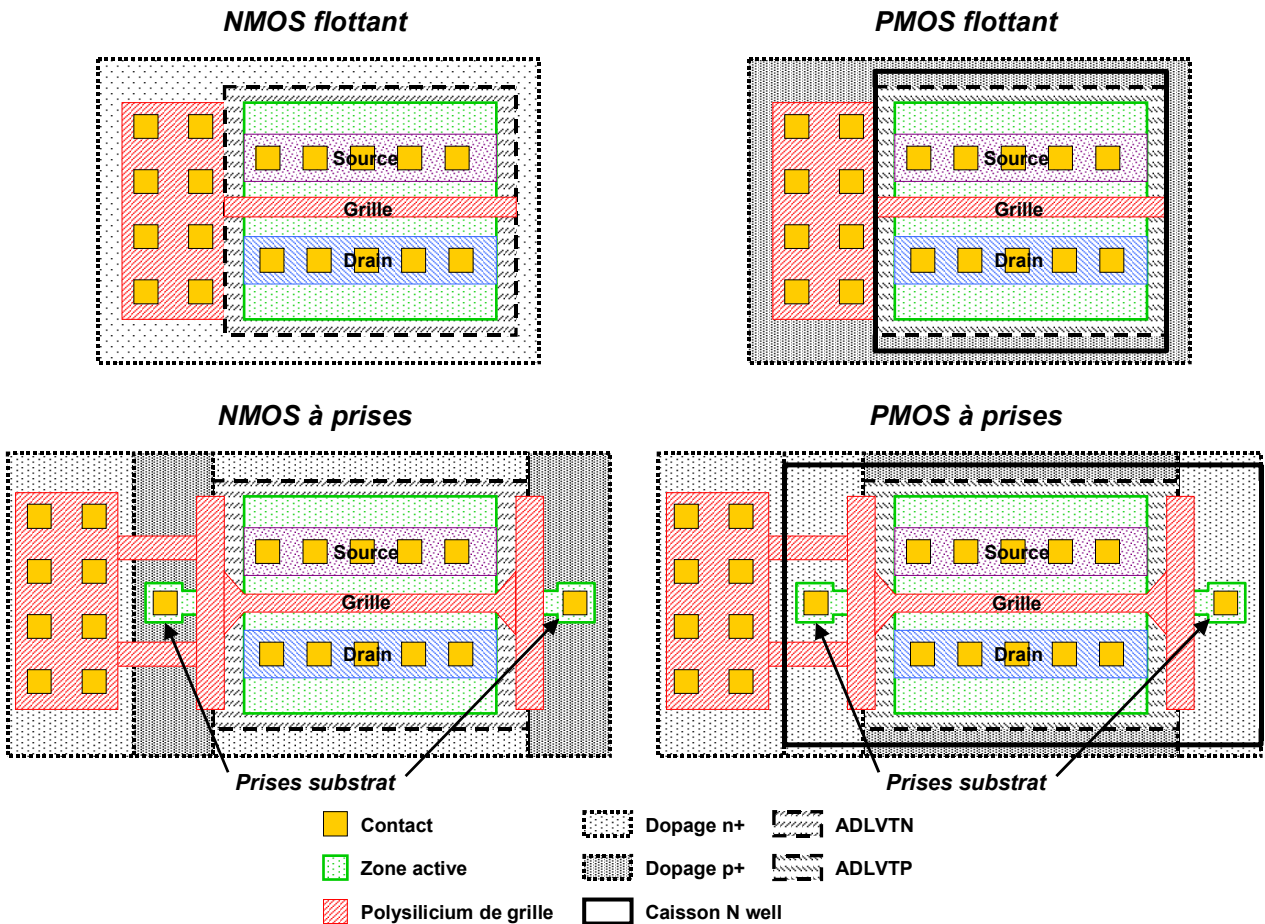 NMOS flottant
PMOS flottant
Source
Grille
Drain
Source
Grille
Drain
NMOS à prises
PMOS à prises
Source
Grille
Drain
Source
Grille
Drain
Prises substrat
Prises substrat
Contact
Dopage n+
ADLVTN
Zone active
Dopage p+
ADLVTP
Polysilicium de grille
Caisson N well